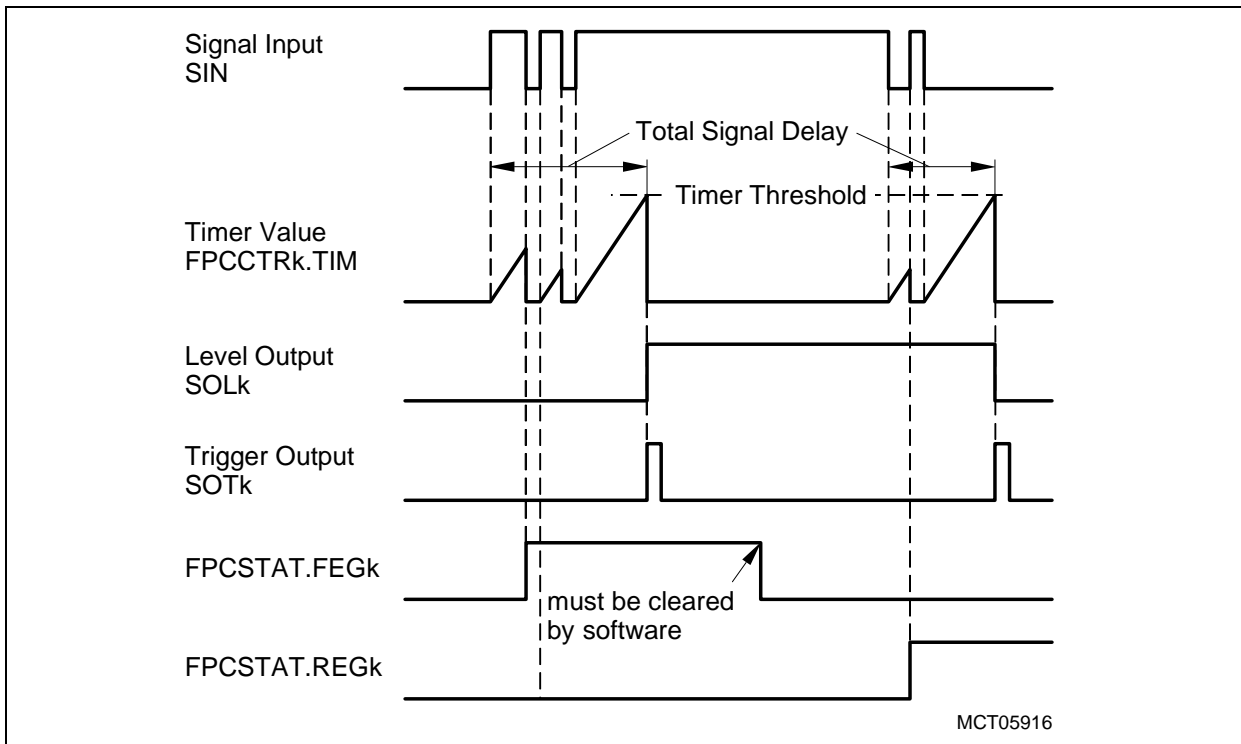 Signal Input
SIN
Total Signal Delay
Timer Threshold
Timer Value
FPCCTRk.TIM
Level Output
SOLk
Trigger Output
SOTk
FPCSTAT.FEGk
must be cleared
by software
FPCSTAT.REGk
MCT05916